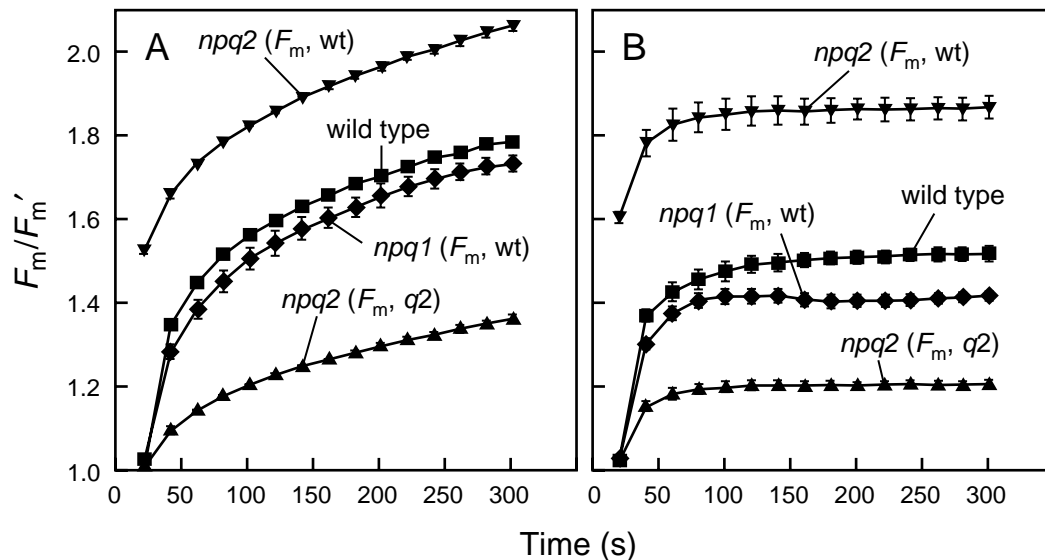 A
npq2 (Fm, wt)
wild type
npq1 (Fm, wt)
npq2 (Fm, q2)
B
npq2 (Fm, wt)
wild type
npq1 (Fm, wt)
npq2 (Fm, q2)
Fm/Fm′
2.0
1.8
1.6
1.4
1.2
1.0
0 50 100 150 200 250 300
0 50 100 150 200 250 300
Time (s)